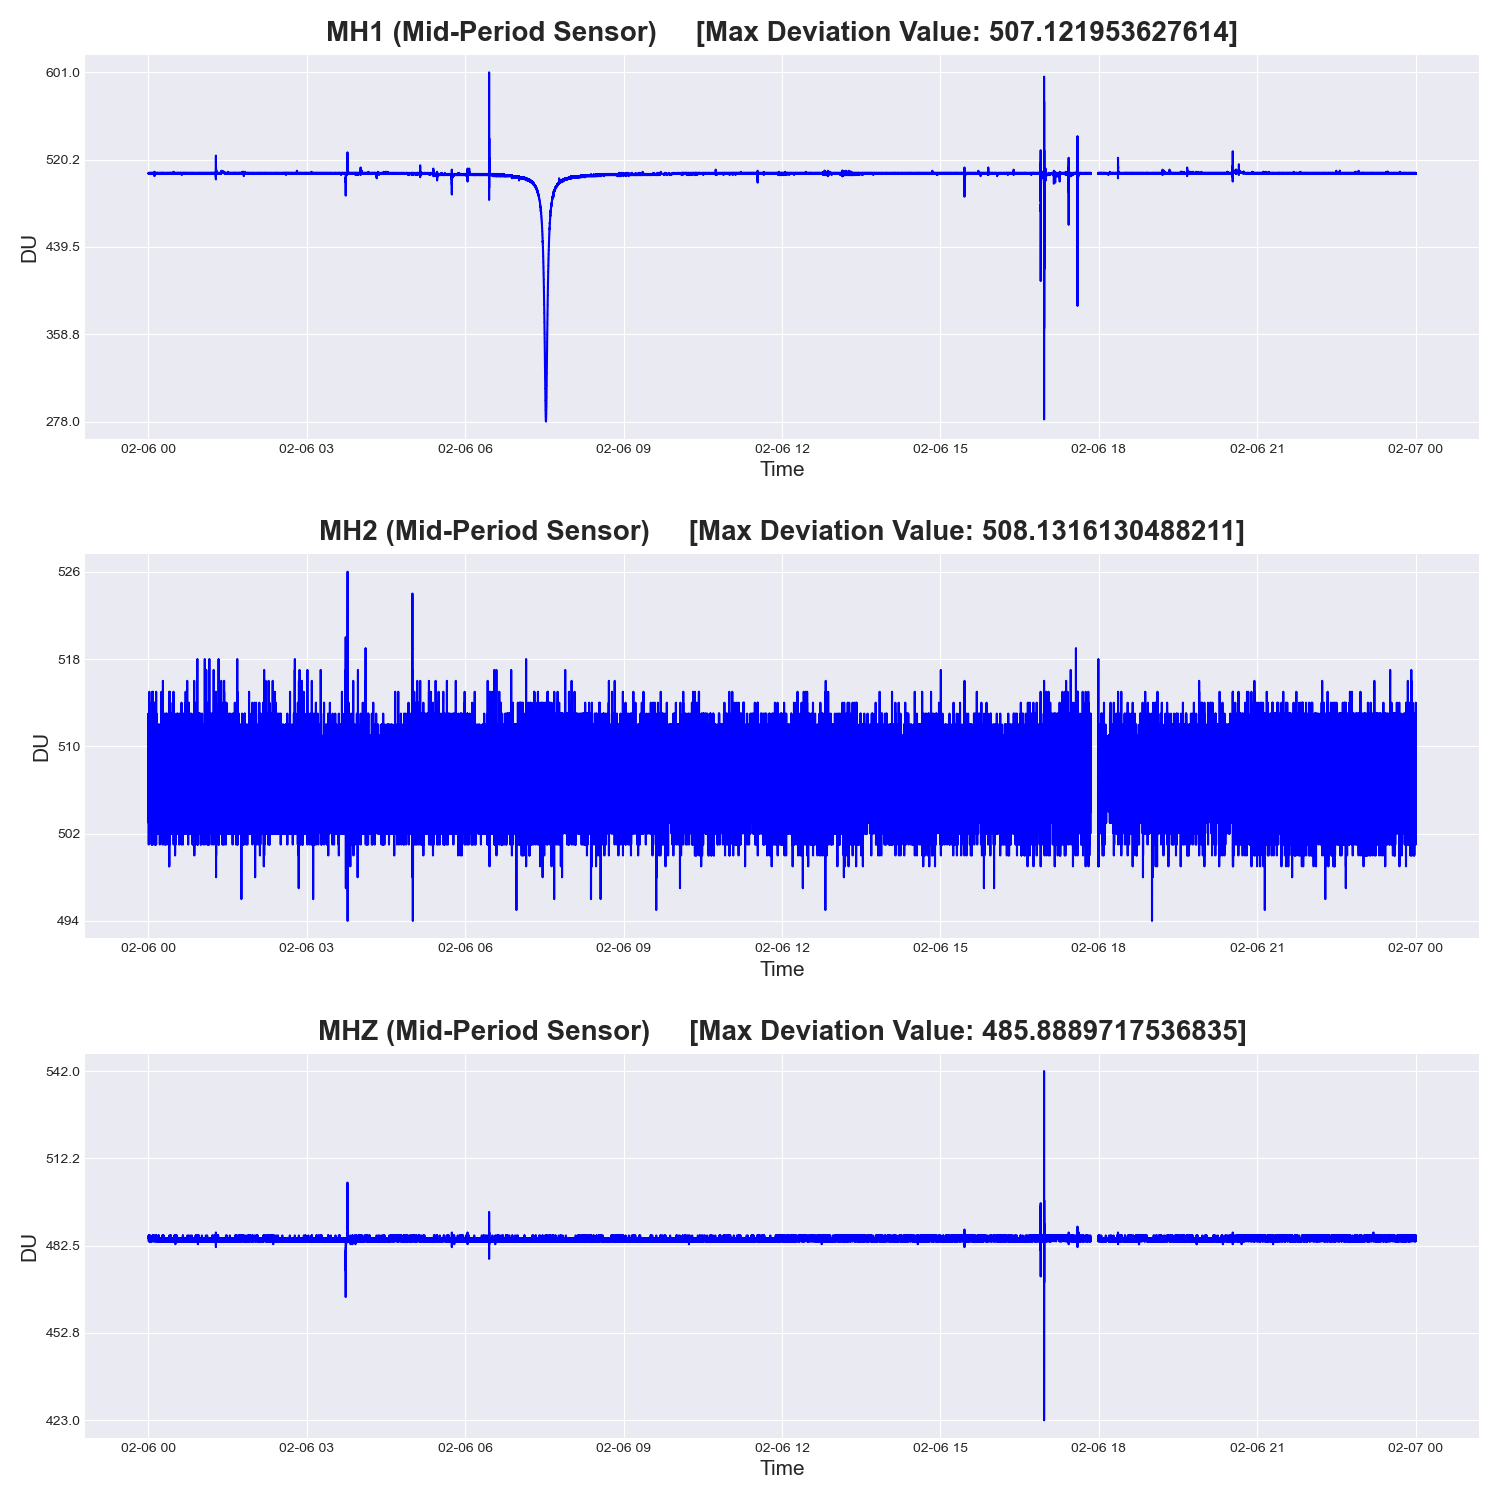 MH1 (Mid-Period Sensor) [Max Deviation Value: 507.121953627614]
601.0
520.2
439.5
358.8
278.0
DU
02-06 00 02-06 03 02-06 06 02-06 09 02-06 12 02-06 15 02-06 18 02-06 21 02-07 00
Time
MH2 (Mid-Period Sensor) [Max Deviation Value: 508.1316130488211]
526
518
510
502
494
DU
02-06 00 02-06 03 02-06 06 02-06 09 02-06 12 02-06 15 02-06 18 02-06 21 02-07 00
Time
MHZ (Mid-Period Sensor) [Max Deviation Value: 485.8889717536835]
542.0
512.2
482.5
452.8
423.0
DU
02-06 00 02-06 03 02-06 06 02-06 09 02-06 12 02-06 15 02-06 18 02-06 21 02-07 00
Time